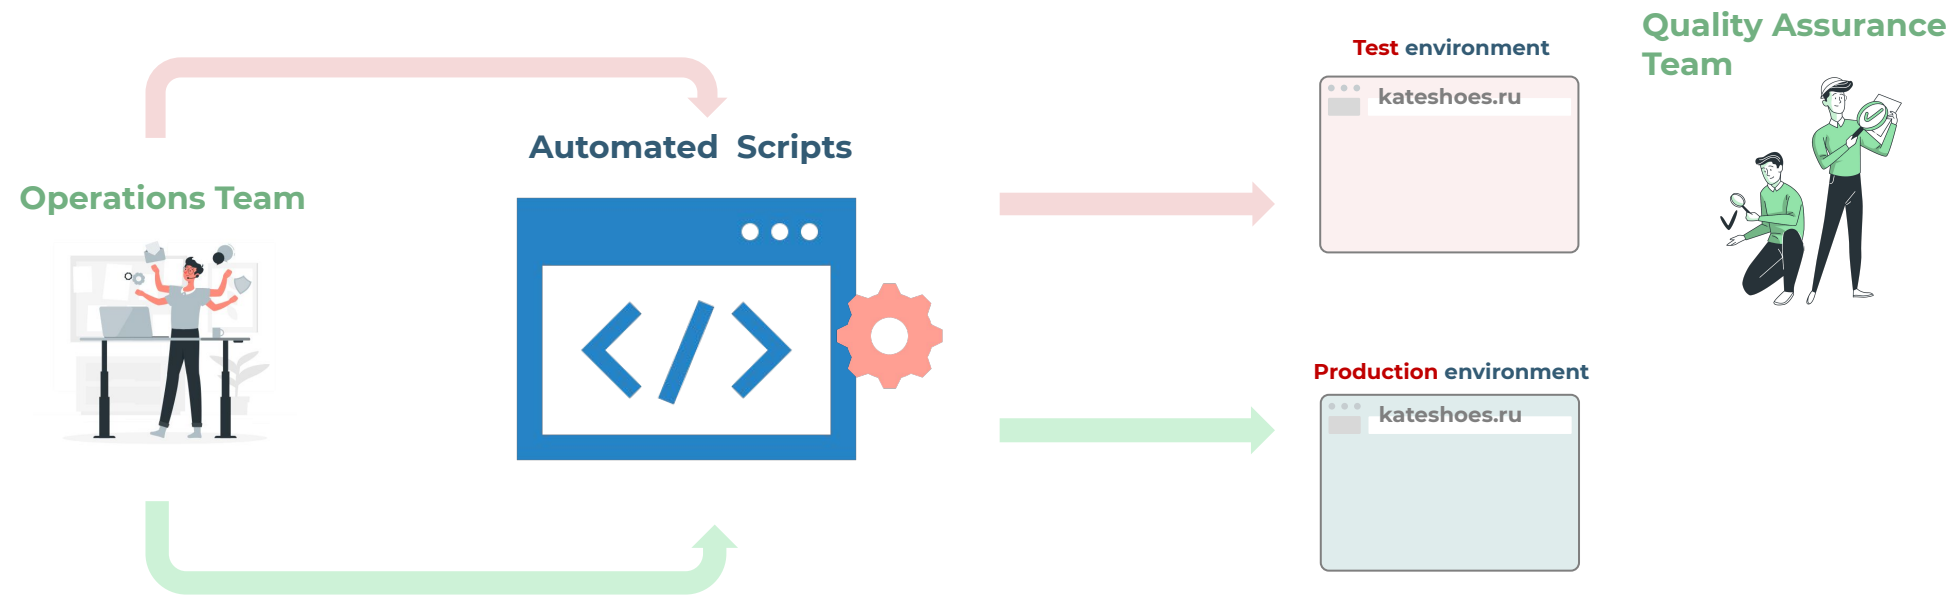 Operations Team
Automated Scripts
Test environment
kateshoes.ru
Production environment
kateshoes.ru
Quality Assurance
Team